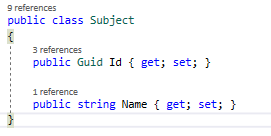 9 references
public class Subject
{
3 references
public Guid Id { get; set; }
1 reference
public string Name { get; set; }
}